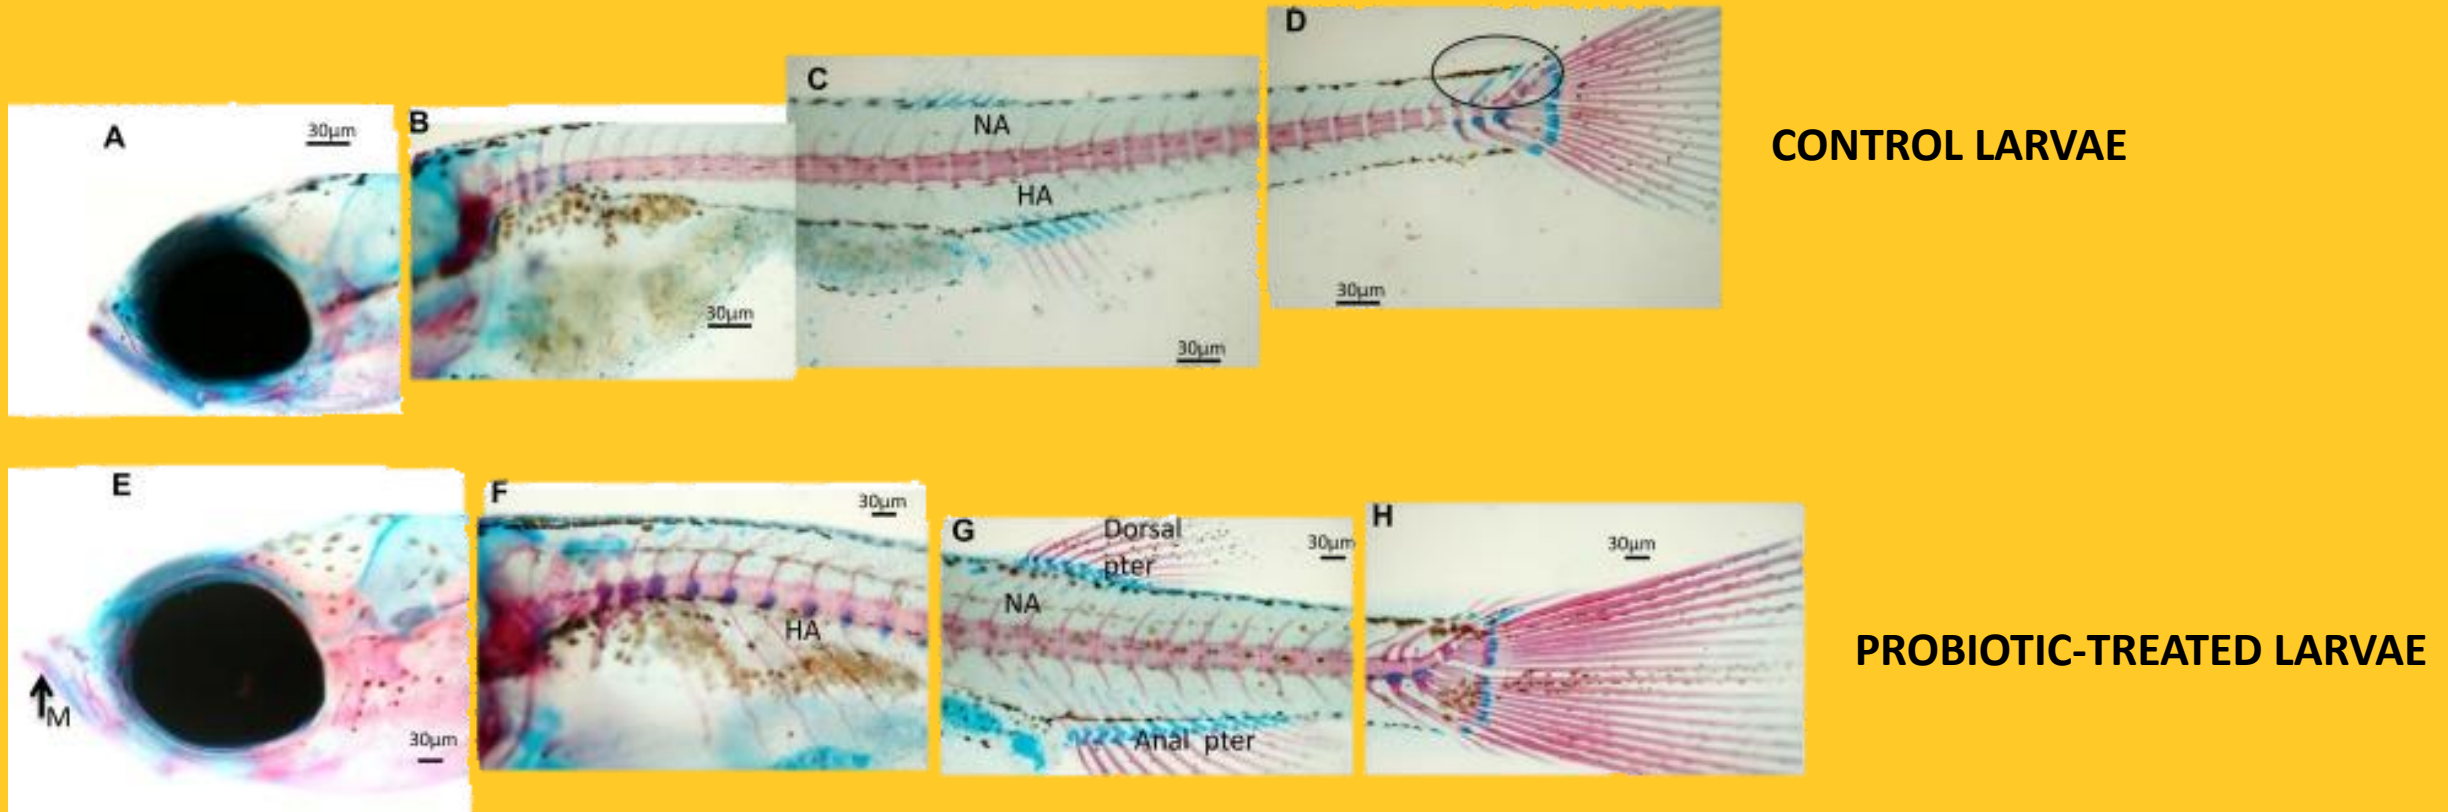 A
30µm
B
30µm
C
NA
HA
30µm
D
30µm
CONTROL LARVAE
E
M
30µm
F
30µm
HA
G
Dorsal
pter
30µm
NA
Anal pter
H
30µm
PROBIOTIC-TREATED LARVAE